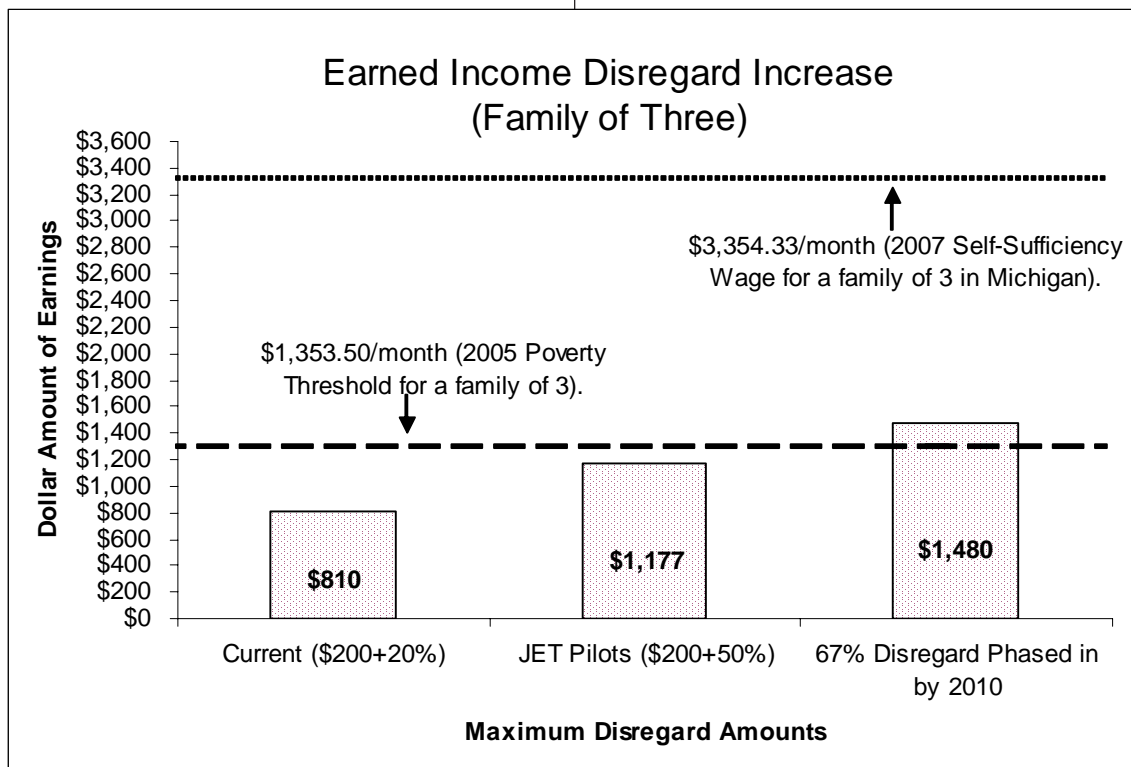 Earned Income Disregard Increase
(Family of Three)
Dollar Amount of Earnings
$3,600
$3,400
$3,200
$3,000
$2,800
$2,600
$2,400
$2,200
$2,000
$1,800
$1,600
$1,400
$1,200
$1,000
$800
$600
$400
$200
$0
$3,354.33/month (2007 Self-Sufficiency
Wage for a family of 3 in Michigan).
$1,353.50/month (2005 Poverty
Threshold for a family of 3).
$810
$1,177
$1,480
Current ($200+20%)
JET Pilots ($200+50%)
67% Disregard Phased in
by 2010
Maximum Disregard Amounts